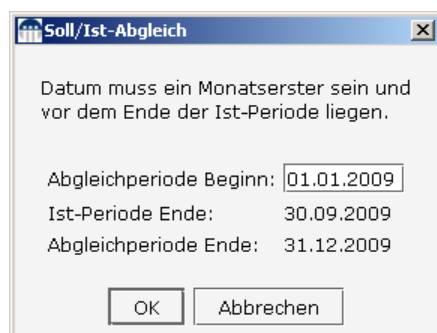 Soll/Ist-Abgleich
Datum muss ein Monatserster sein und
vor dem Ende der Ist-Periode liegen.
Abgleichperiode Beginn: 01.01.2009
Ist-Periode Ende: 30.09.2009
Abgleichperiode Ende: 31.12.2009
OK Abbrechen